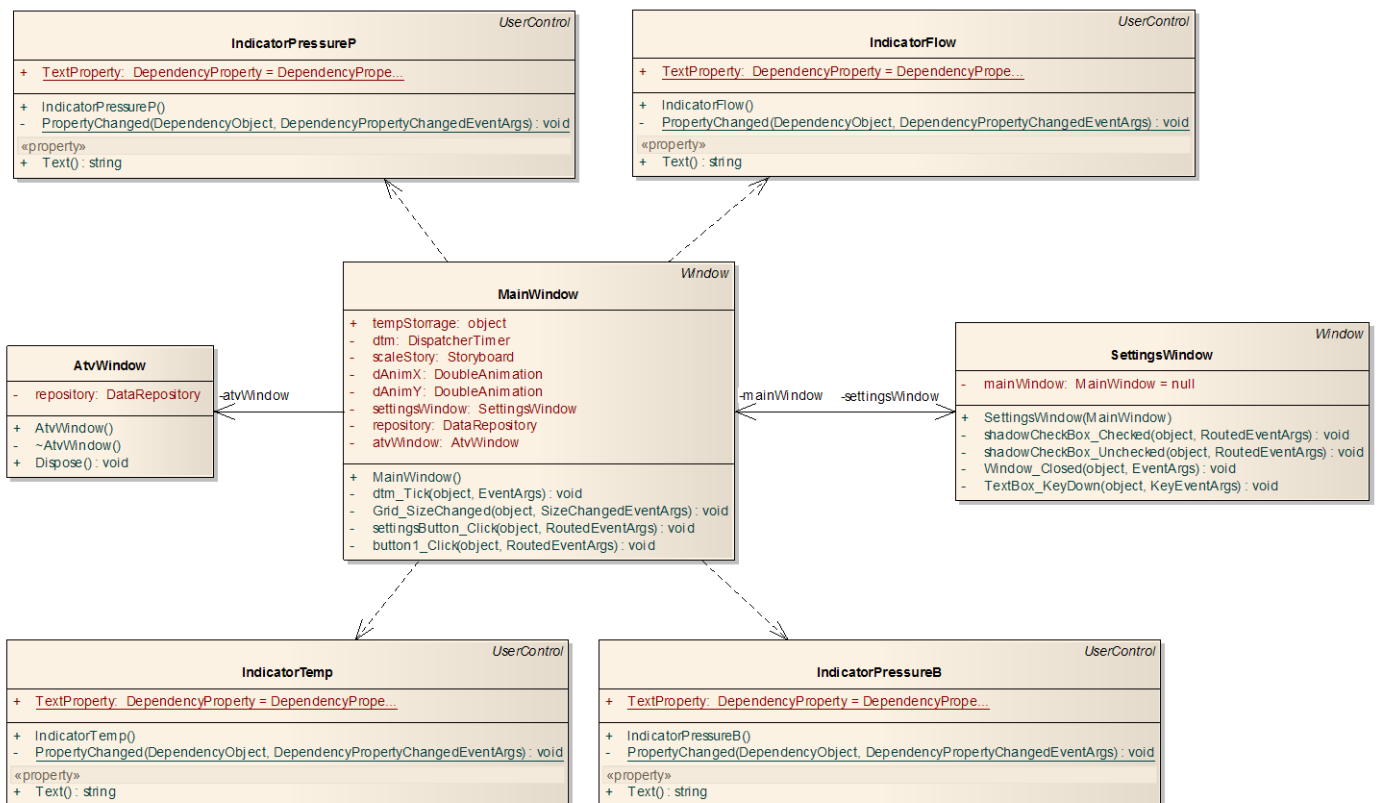 UserControl
IndicatorPressureP
+ TextProperty: DependencyProperty = DependencyPrope...
+ IndicatorPressureP()
- PropertyChanged(DependencyObject, DependencyPropertyChangedEventArgs) : void
«property»
+ Text() : string
UserControl
IndicatorFlow
+ TextProperty: DependencyProperty = DependencyPrope...
+ IndicatorFlow()
- PropertyChanged(DependencyObject, DependencyPropertyChangedEventArgs) : void
«property»
+ Text() : string
Window
MainWindow
+ tempStorrage: object
- dtm: DispatcherTimer
- scaleStory: Storyboard
- dAnimX: DoubleAnimation
- dAnimY: DoubleAnimation
- settingsWindow: SettingsWindow
- repository: DataRepository
- atvWindow: AtvWindow
+ MainWindow()
- dtm_Tick(object, EventArgs) : void
- Grid_SizeChanged(object, SizeChangedEventArgs) : void
- settingsButton_Click(object, RoutedEventArgs) : void
- button1_Click(object, RoutedEventArgs) : void
AtvWindow
- repository: DataRepository
+ AtvWindow()
- ~AtvWindow()
+ Dispose() : void
-atvWindow
-mainWindow
-settingsWindow
Window
SettingsWindow
- mainWindow: MainWindow = null
+ SettingsWindow(MainWindow)
- shadowCheckBox_Checked(object, RoutedEventArgs) : void
- shadowCheckBox_Unchecked(object, RoutedEventArgs) : void
- Window_Closed(object, EventArgs) : void
- TextBox_KeyDown(object, KeyEventArgs) : void
UserControl
IndicatorTemp
+ TextProperty: DependencyProperty = DependencyPrope...
+ IndicatorTemp()
- PropertyChanged(DependencyObject, DependencyPropertyChangedEventArgs) : void
«property»
+ Text() : string
UserControl
IndicatorPressureB
+ TextProperty: DependencyProperty = DependencyPrope...
+ IndicatorPressureB()
- PropertyChanged(DependencyObject, DependencyPropertyChangedEventArgs) : void
«property»
+ Text() : string